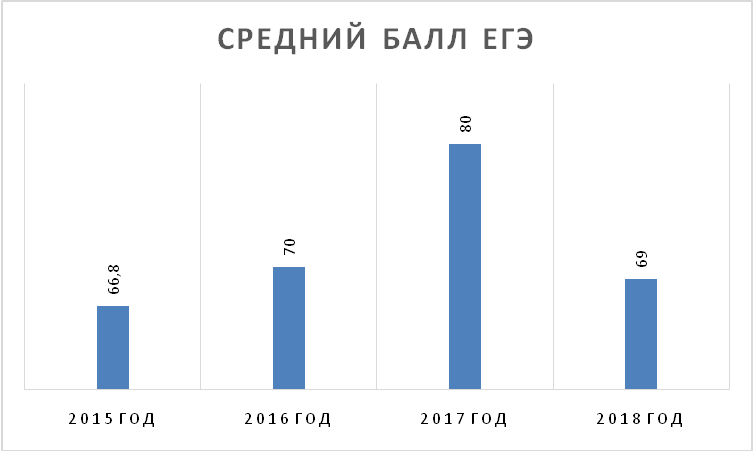 СРЕДНИЙ БАЛЛ ЕГЭ
66,8
70
80
69
2015 ГОД
2016 ГОД
2017 ГОД
2018 ГОД